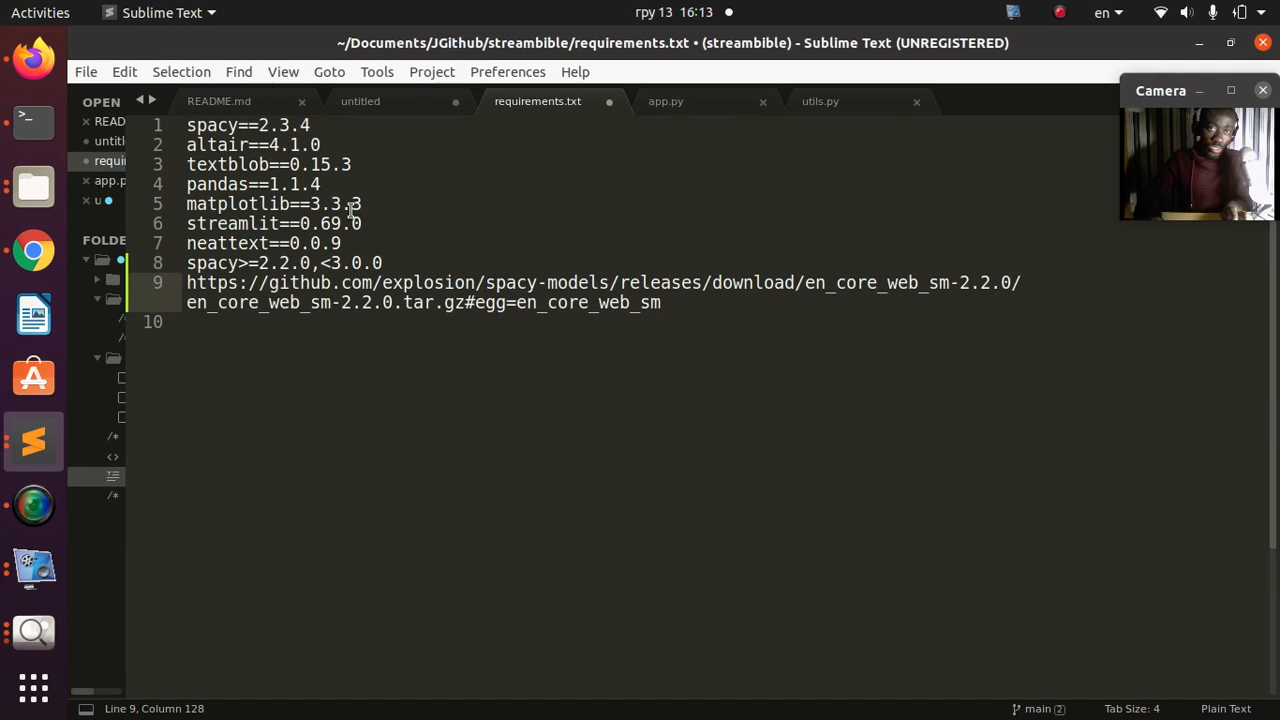 Activities
Sublime Text
гру 13 16:13
en
~/Documents/JGithub/streambible/requirements.txt • (streambible) - Sublime Text (UNREGISTERED)
File Edit Selection Find View Goto Tools Project Preferences Help
Camera
OPEN
README.md
untitled
requirements.txt
app.py
utils.py
READ
untitl
requir
app.p
u
FOLDE
1 spacy==2.3.4
2 altair==4.1.0
3 textblob==0.15.3
4 pandas==1.1.4
5 matplotlib==3.3.3
6 streamlit==0.69.0
7 neattext==0.0.9
8 spacy>=2.2.0,<3.0.0
9 https://github.com/explosion/spacy-models/releases/download/en_core_web_sm-2.2.0/
en_core_web_sm-2.2.0.tar.gz#egg=en_core_web_sm
10
/*
<>
/*
Line 9, Column 128
main 2
Tab Size: 4
Plain Text